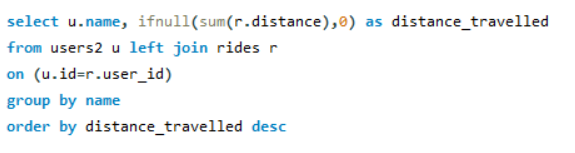 select u.name, ifnull(sum(r.distance),0) as distance_travelled
from users2 u left join rides r
on (u.id=r.user_id)
group by name
order by distance_travelled desc